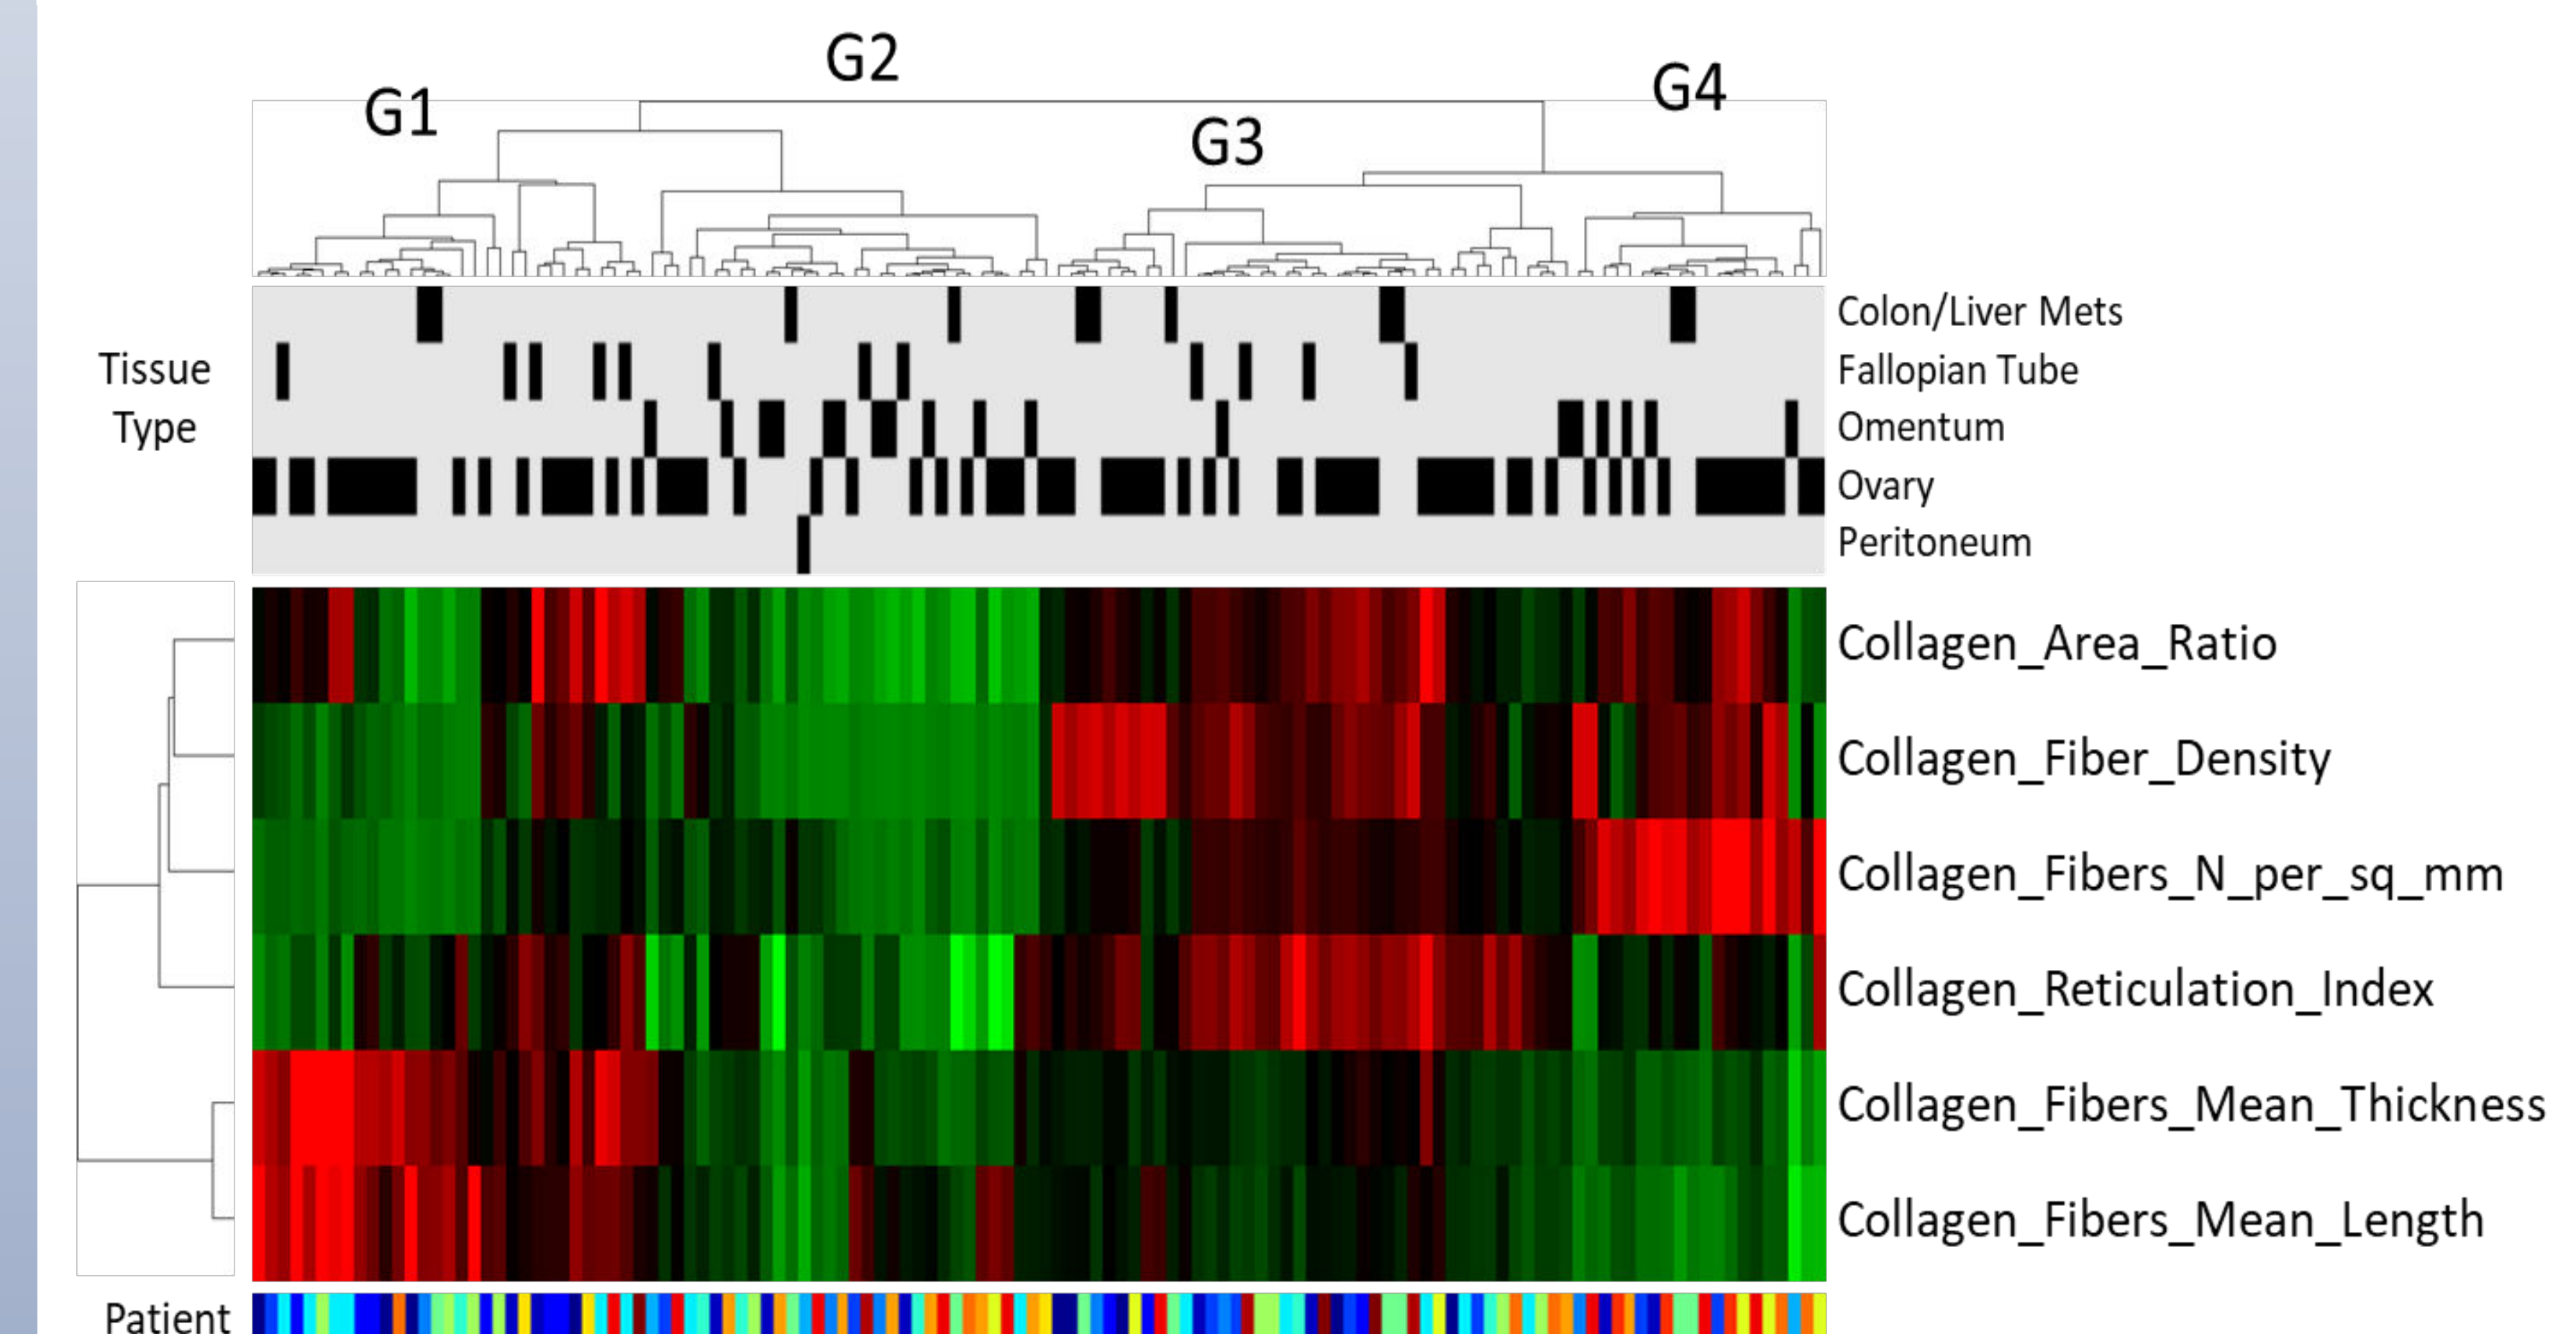 G1
G2
G3
G4
Tissue
Type
Colon/Liver Mets
Fallopian Tube
Omentum
Ovary
Peritoneum
Collagen_Area_Ratio
Collagen_Fiber_Density
Collagen_Fibers_N_per_sq_mm
Collagen_Reticulation_Index
Collagen_Fibers_Mean_Thickness
Collagen_Fibers_Mean_Length
Patient